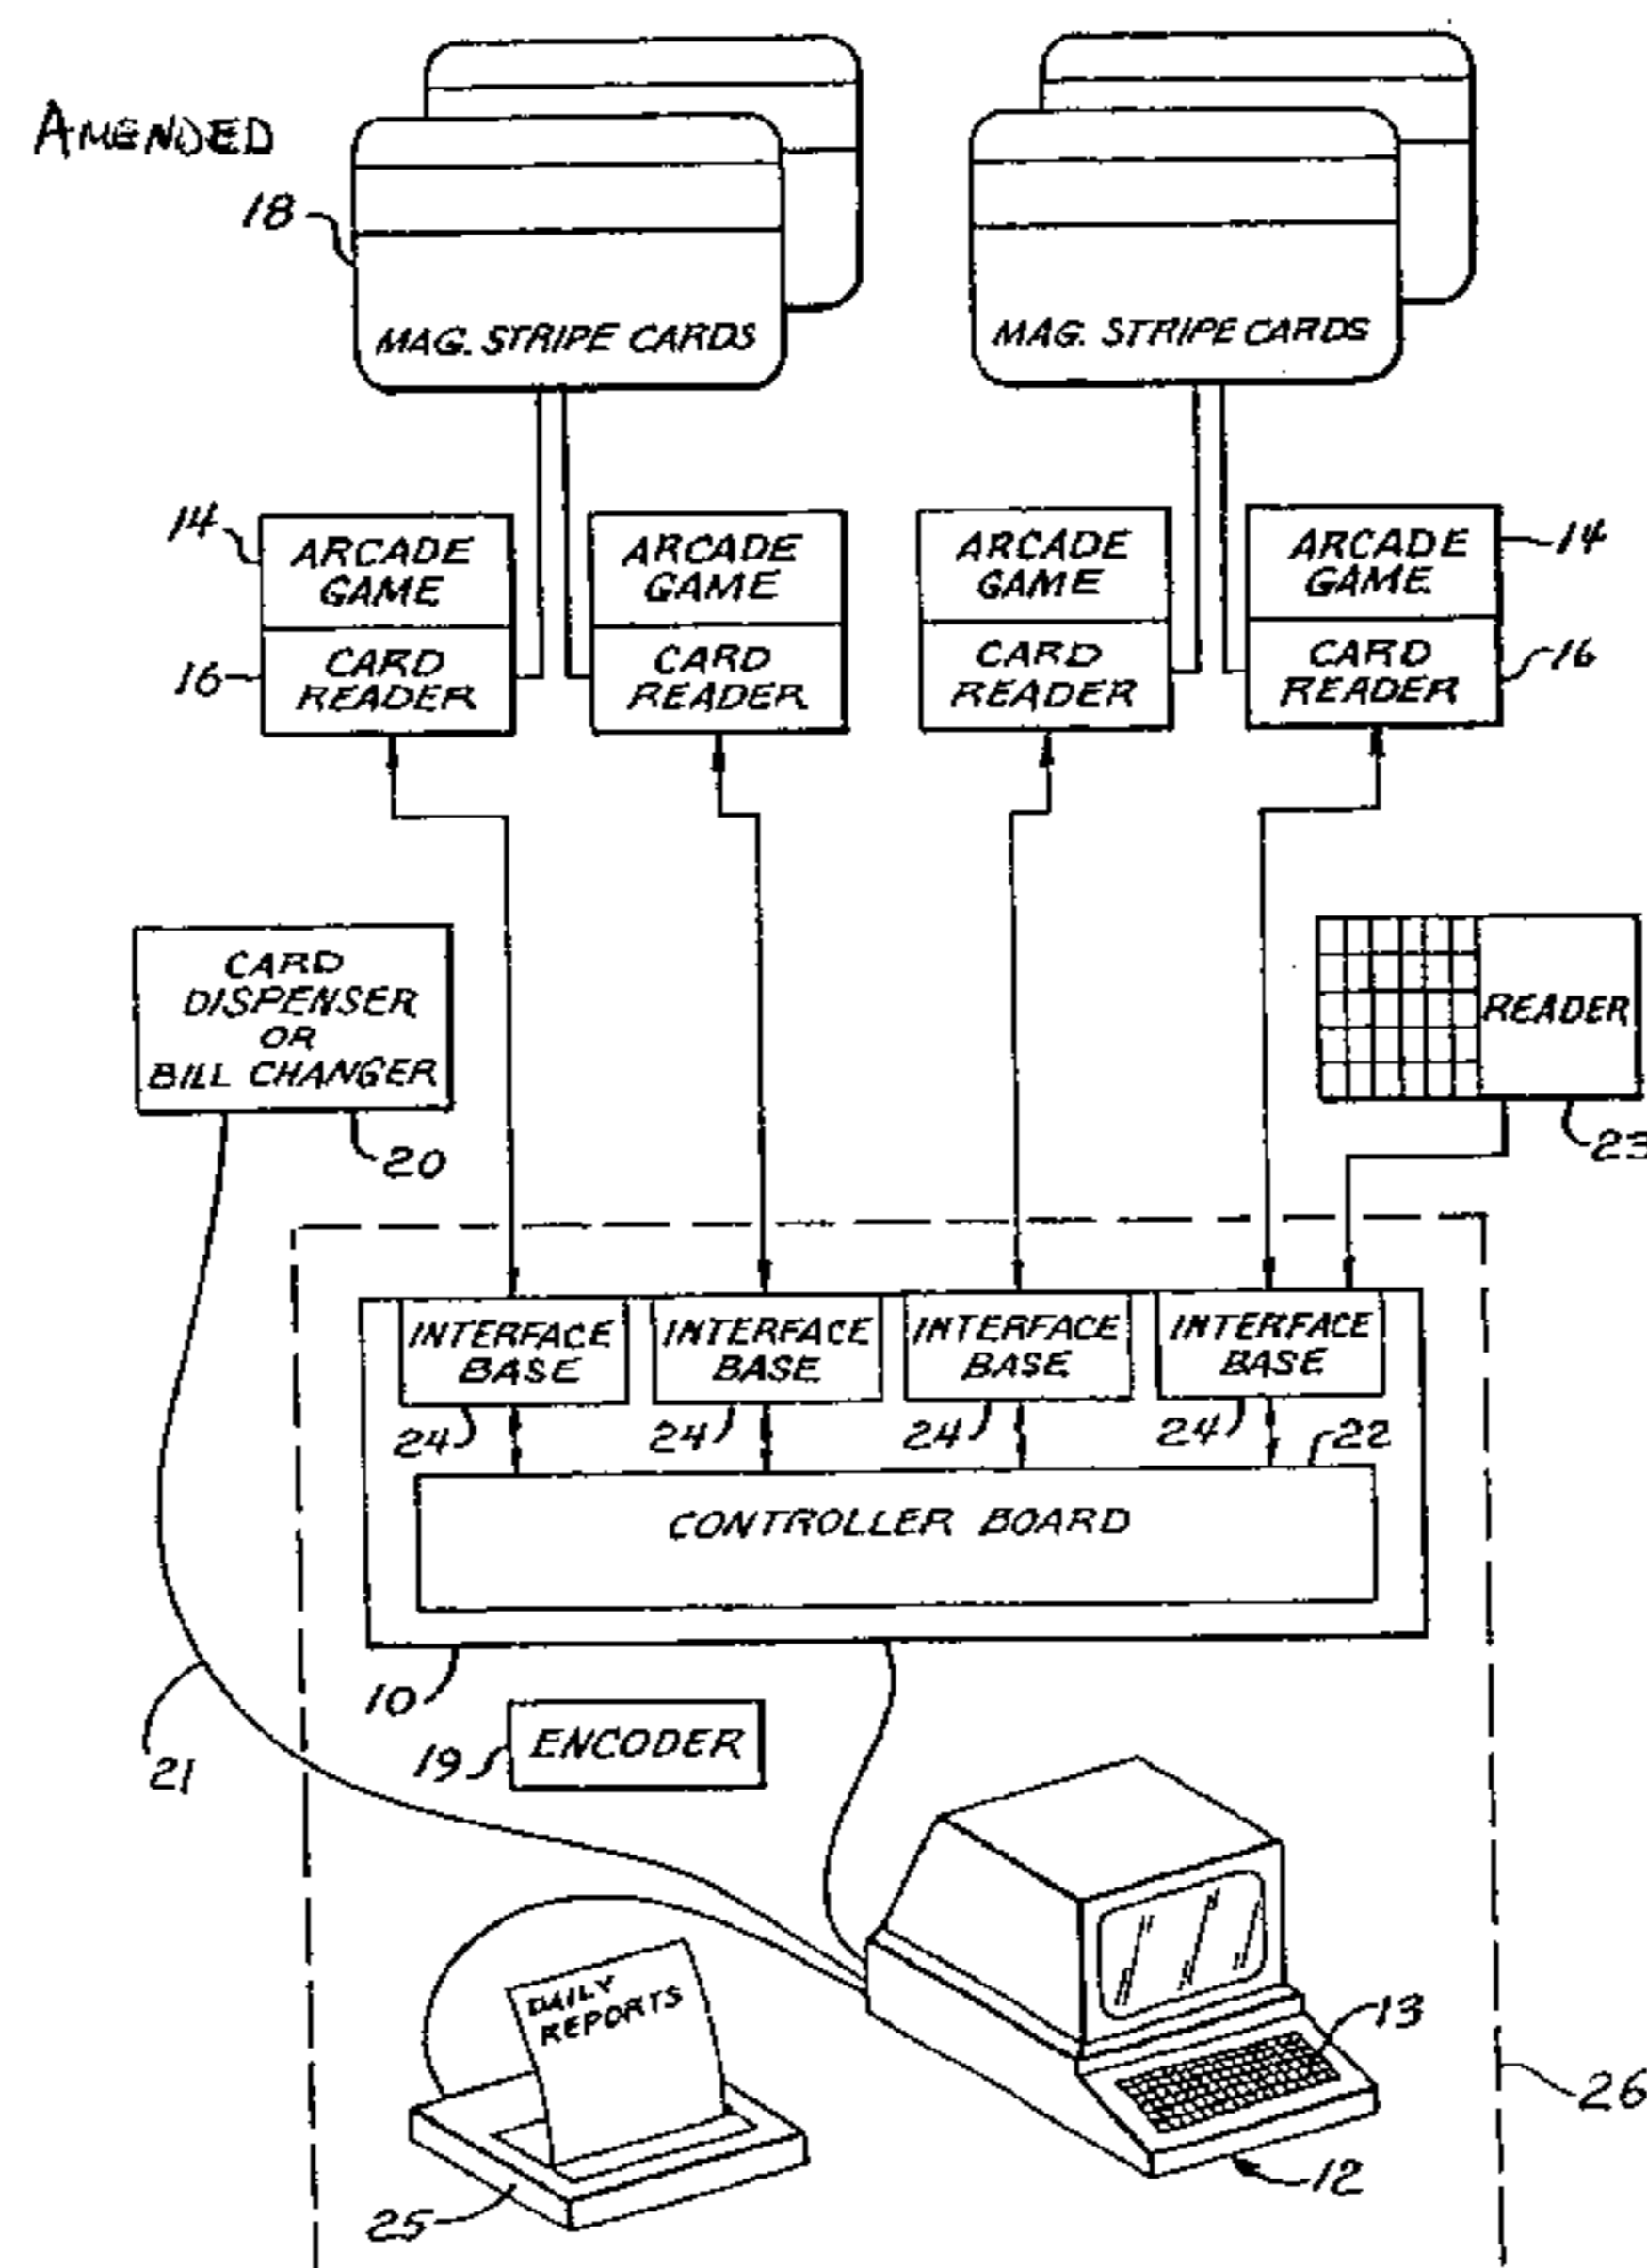 AMENDED
18
MAG. STRIPE CARDS
MAG. STRIPE CARDS
14
ARCADE
GAME
ARCADE
GAME
ARCADE
GAME
ARCADE
GAME
14
16
CARD
READER
CARD
READER
CARD
READER
CARD
READER
16
CARD
DISPENSER
OR
BILL CHANGER
20
READER
23
INTERFACE
BASE
INTERFACE
BASE
INTERFACE
BASE
INTERFACE
BASE
24
24
24
24
22
CONTROLLER BOARD
10
21
19
ENCODER
DAILY
REPORTS
13
26
12
25